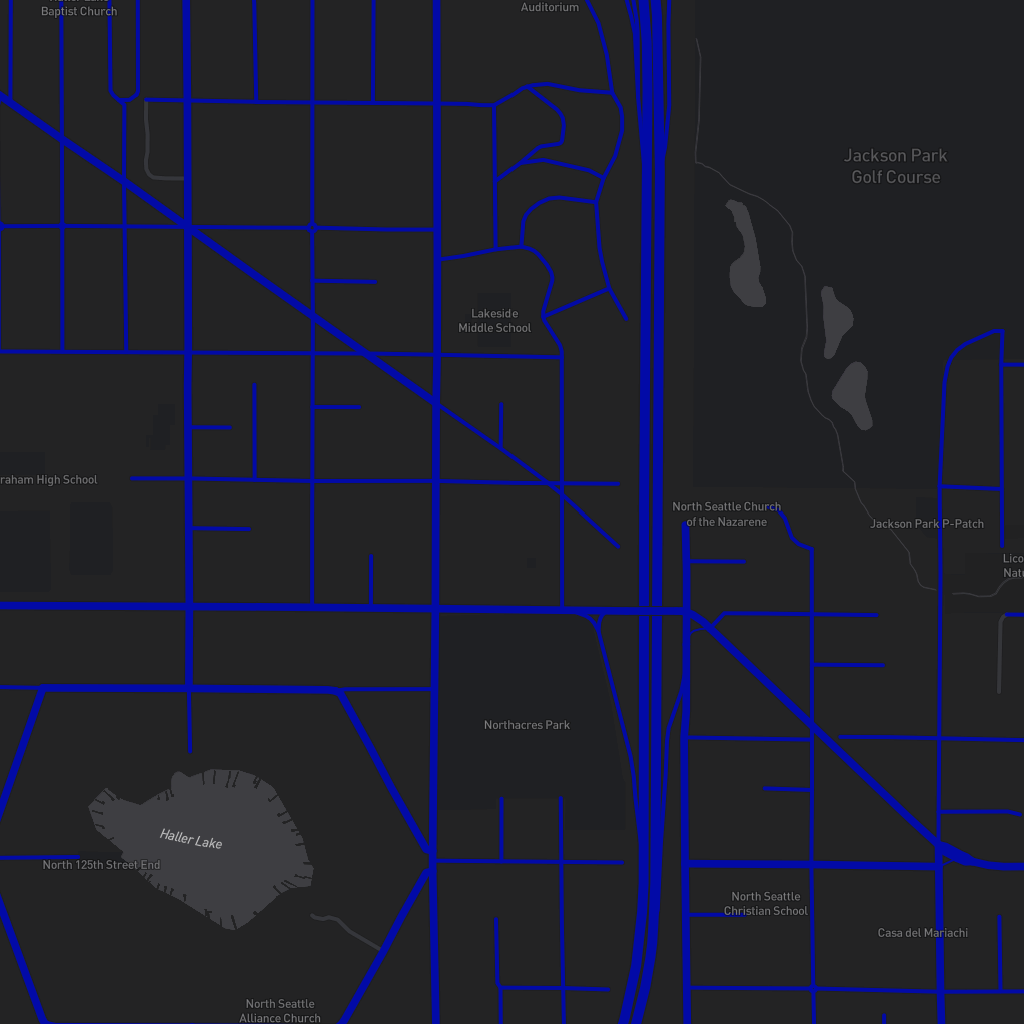 Baptist Church
Auditorium
Jackson Park
Golf Course
Lakeside
Middle School
raham High School
North Seattle Church
of the Nazarene
Jackson Park P-Patch
Lico
Natu
Northacres Park
Haller Lake
North 125th Street End
North Seattle
Christian School
Casa del Mariachi
North Seattle
Alliance Church